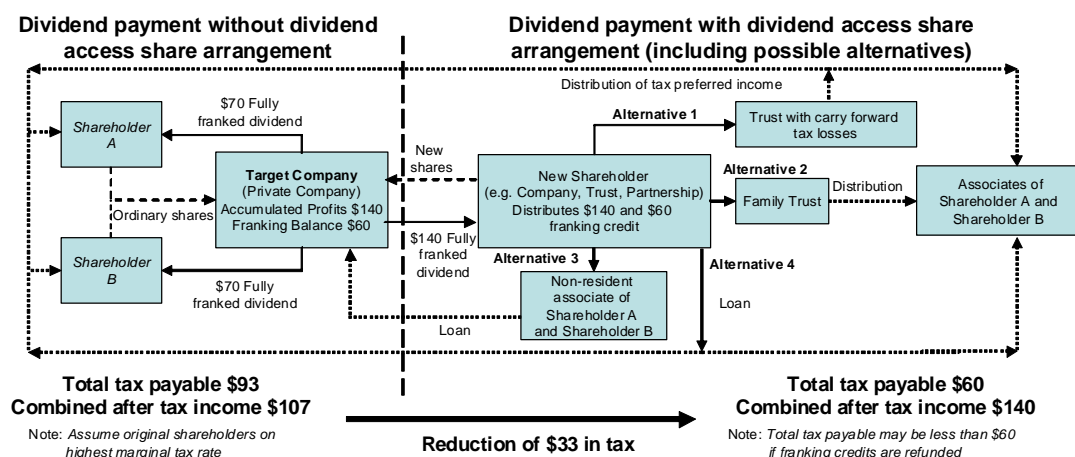 Dividend payment without dividend
access share arrangement
Dividend payment with dividend access share
arrangement (including possible alternatives)
Distribution of tax preferred income
$70 Fully
franked dividend
Shareholder
A
Ordinary shares
Shareholder
B
$70 Fully
franked dividend
Target Company
(Private Company)
Accumulated Profits $140
Franking Balance $60
New
shares
$140 Fully
franked
dividend
New Shareholder
(e.g. Company, Trust, Partnership)
Distributes $140 and $60
franking credit
Alternative 1
Trust with carry forward
tax losses
Alternative 2
Family Trust
Distribution
Associates of
Shareholder A and
Shareholder B
Alternative 3
Non-resident
associate of
Shareholder A
and Shareholder B
Loan
Alternative 4
Loan
Total tax payable $93
Combined after tax income $107
Note: Assume original shareholders on
highest marginal tax rate
Reduction of $33 in tax
Total tax payable $60
Combined after tax income $140
Note: Total tax payable may be less than $60
if franking credits are refunded